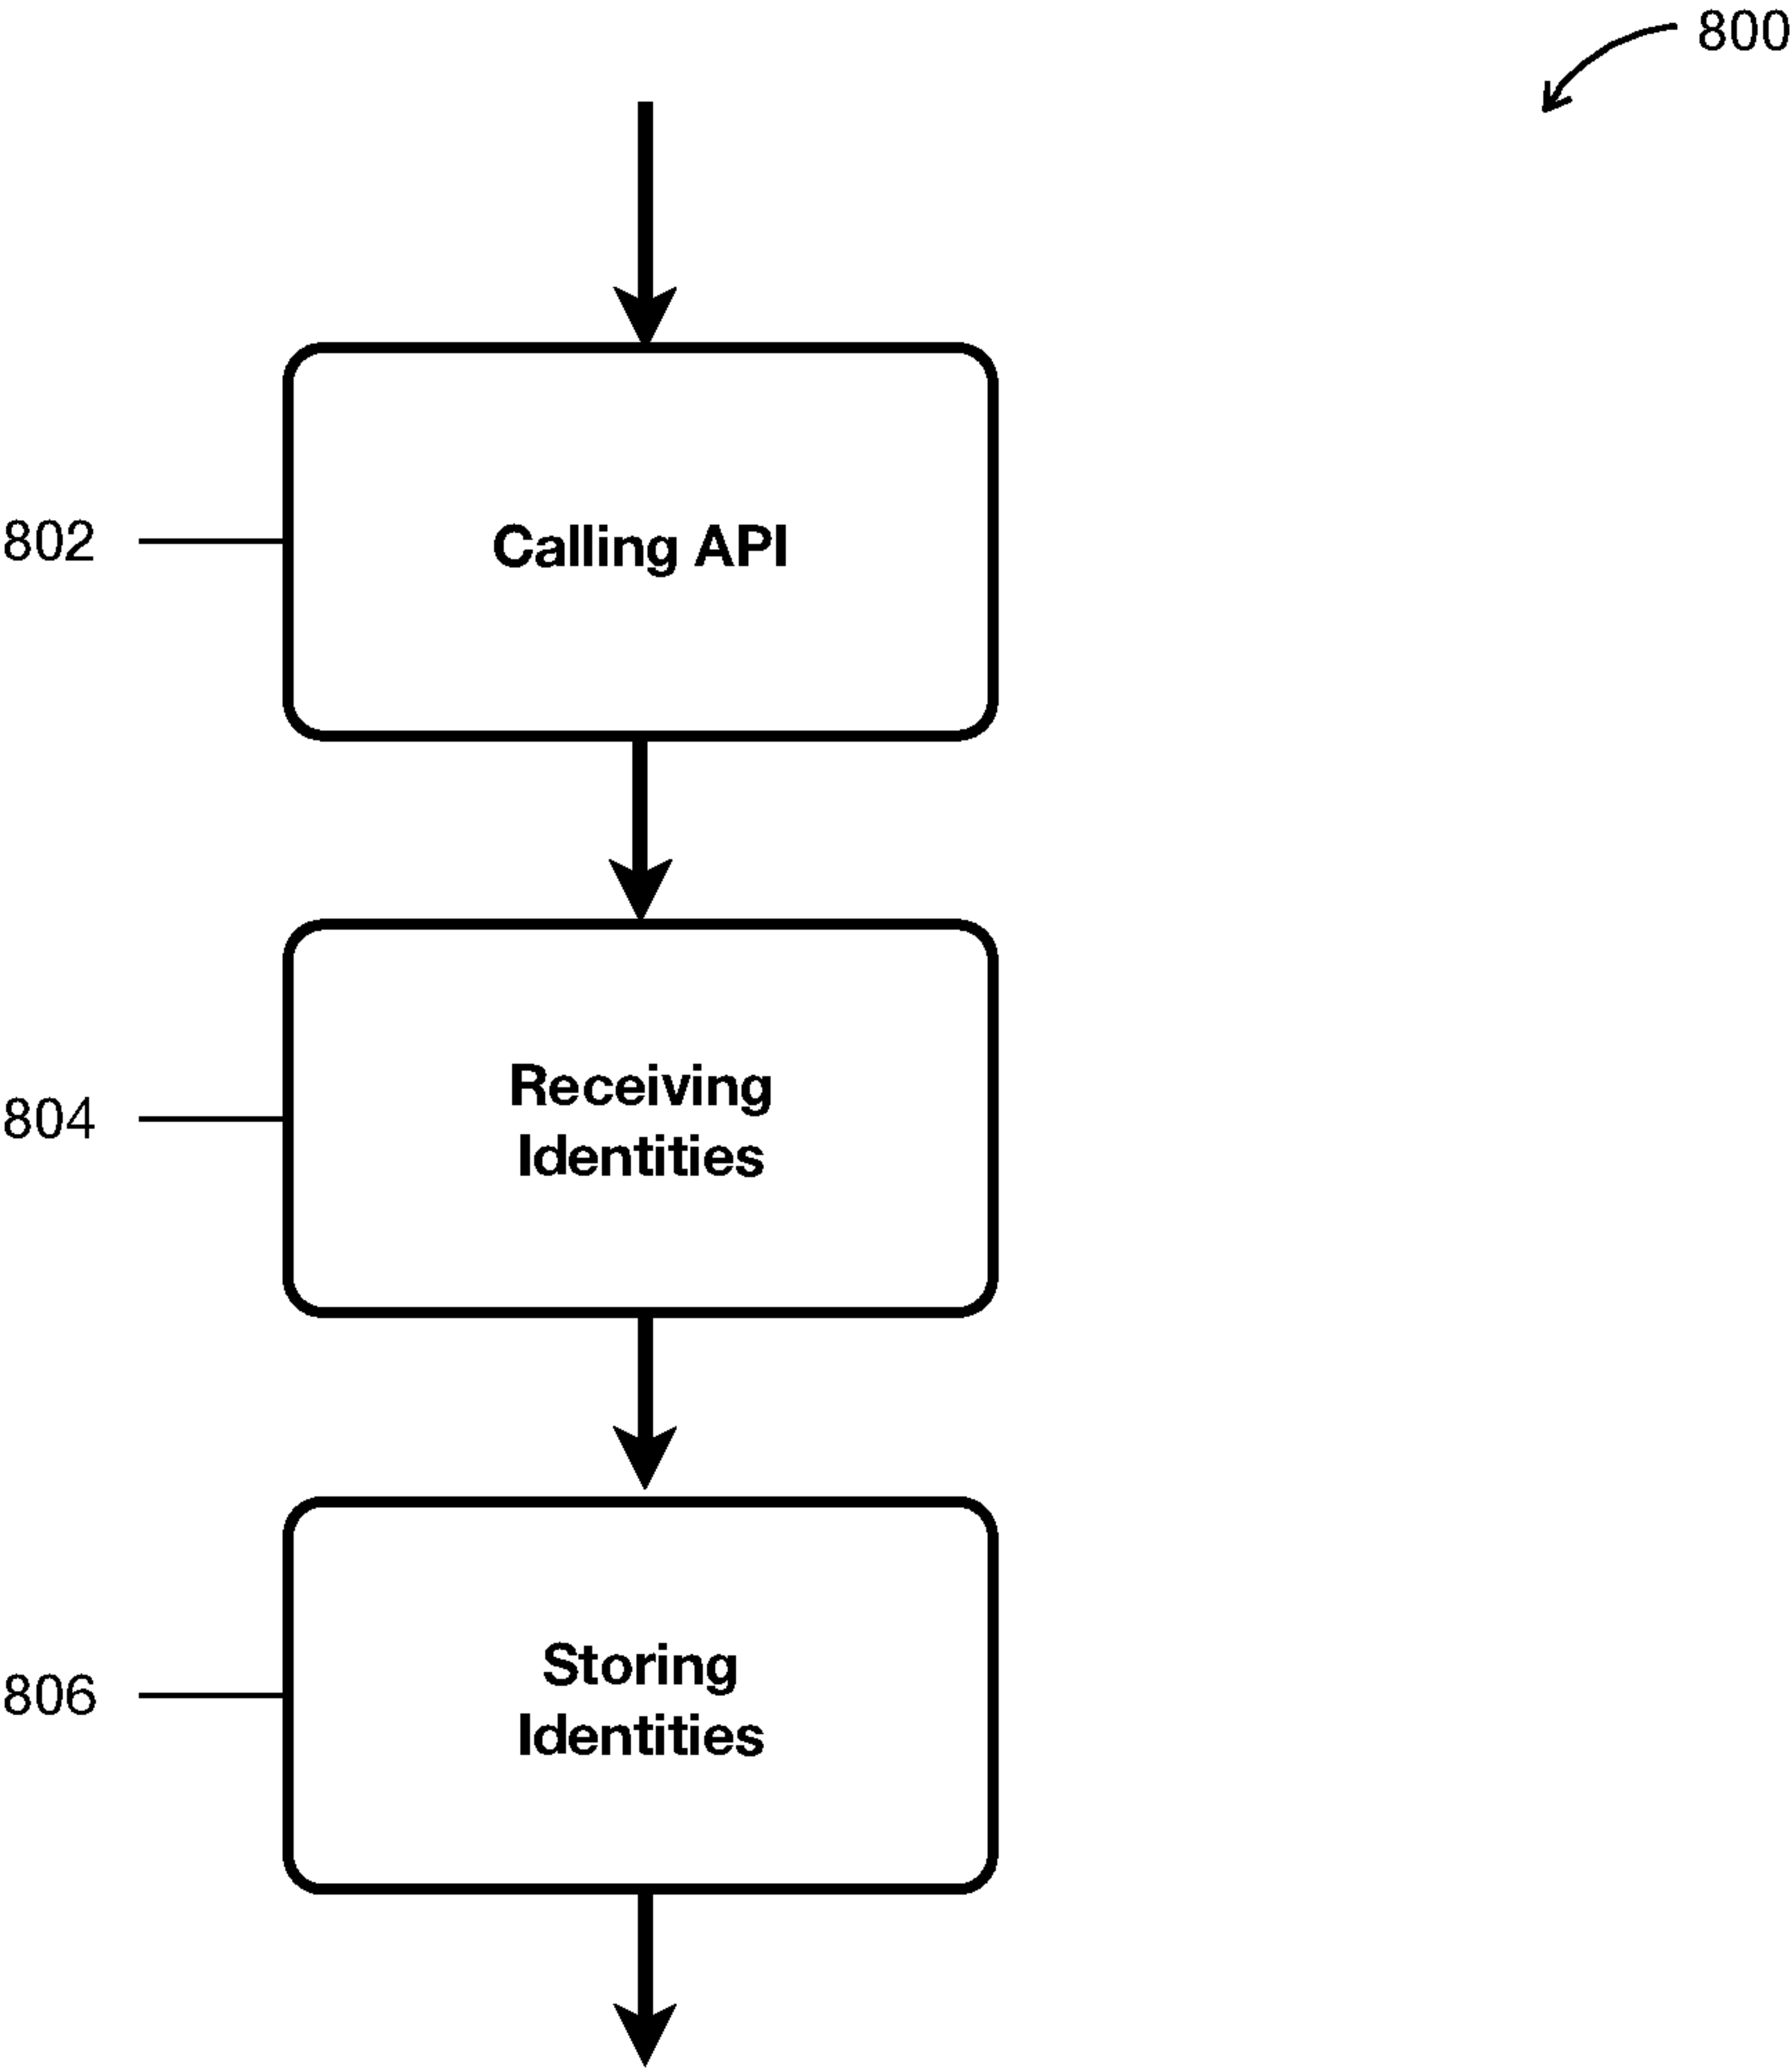 800
802
Calling API
804
Receiving
Identities
806
Storing
Identities